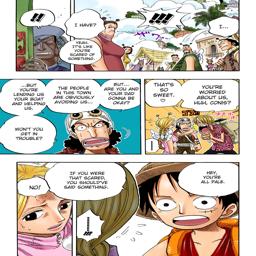 !!!
I...
I HAVE?
YEAH.
IT'S LIKE
YOU'RE
SCARED OF
SOMETHING.
!!!
YOU'RE
WORRIED
ABOUT US,
HUH, CONIS?
THAT'S
SO
SWEET.
BUT...
ARE YOU
AND YOUR DAD
GONNA BE
OKAY?
THE PEOPLE
IN THIS TOWN
ARE OBVIOUSLY
AVOIDING US...
...BUT
YOU'RE
LENDING US
YOUR BOAT
AND HELPING
US.
WON'T YOU
GET IN
TROUBLE?
HEY,
YOU'RE
ALL PALE.
IF YOU WERE
THAT SCARED,
YOU SHOULD'VE
SAID
SOMETHING.
NO!